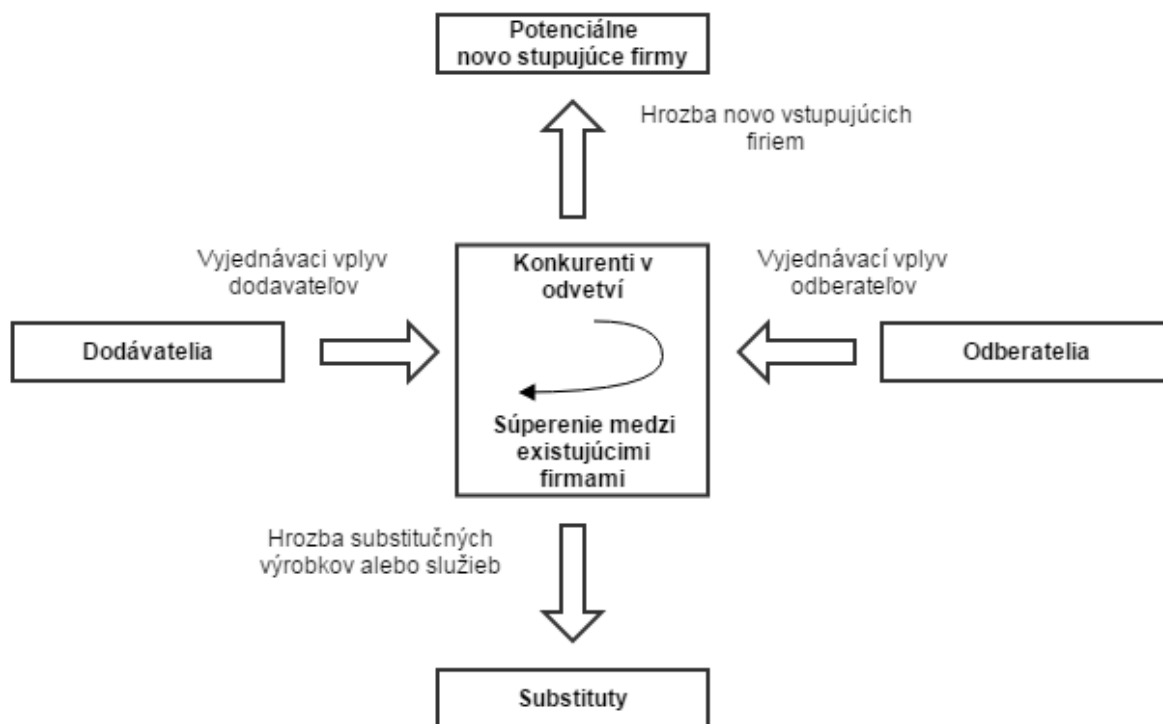 Potenciálne
novo stupujúce firmy
Hrozba novo vstupujúcich
firiem
Vyjednávaci vplyv
dodavateľov
Konkurenti v
odvetví
Vyjednávací vplyv
odberateľov
Dodávatelia
Odberatelia
Súperenie medzi
existujúcimi
firmami
Hrozba substitučných
výrobkov alebo služieb
Substituty